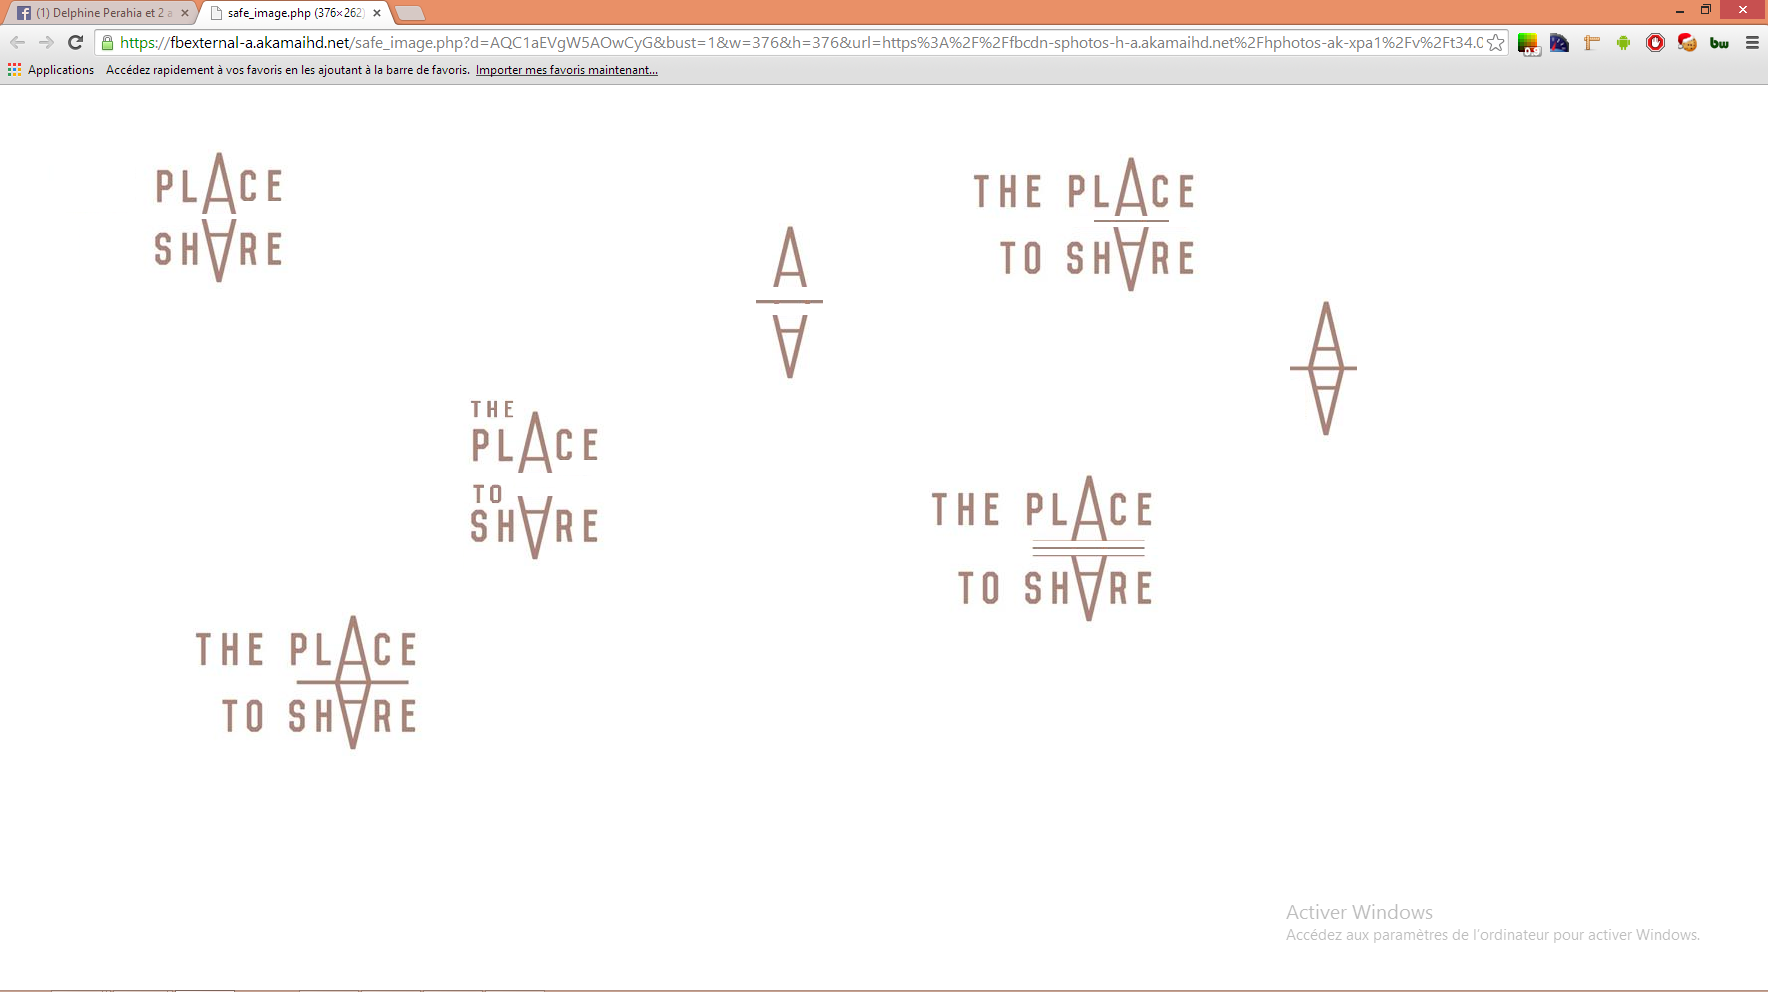 (1) Delphine Perahia et 2 a
safe_image.php (376×262)
https://fbexternal-a.akamaihd.net/safe_image.php?d=AQC1aEVgW5AOwCyG&bust=1&w=376&h=376&url=https%3A%2F%2Ffbcdn-sphotos-h-a.akamaihd.net%2Fhphotos-ak-xpa1%2Fv%2Ft34.0
bw
Applications
Accédez rapidement à vos favoris en les ajoutant à la barre de favoris.
Importer mes favoris maintenant...
PLACE
SHARE
THE PLACE
TO SHARE
A
A
A
A
THE
PLACE
TO
SHARE
THE PLACE
TO SHARE
THE PLACE
TO SHARE
Activer Windows
Accédez aux paramètres de l'ordinateur pour activer Windows.